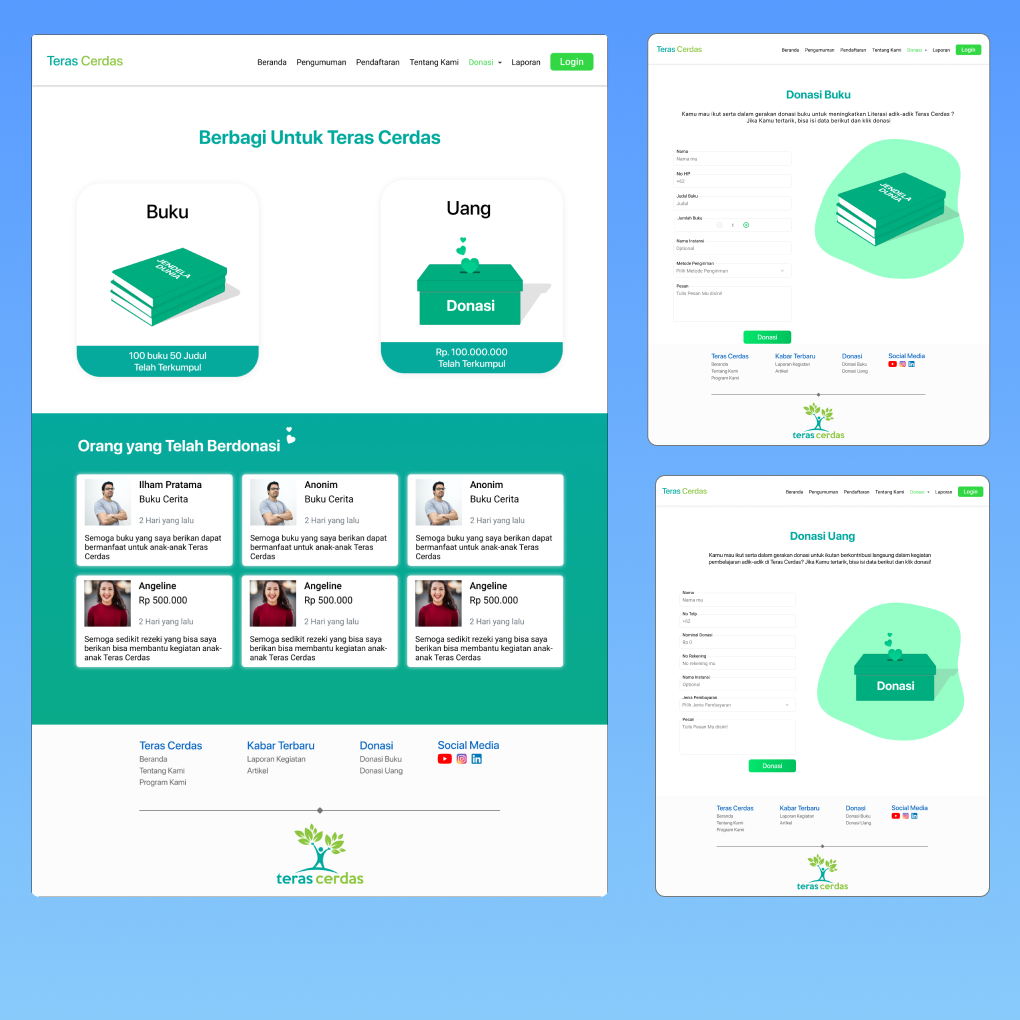 Teras Cerdas
Beranda Pengumuman Pendaftaran Tentang Kami Donasi Laporan Login
Berbagi Untuk Teras Cerdas
Buku
JENDELA
DUNIA
100 buku 50 Judul
Telah Terkumpul
Uang
Donasi
Rp. 100.000.000
Telah Terkumpul
Orang yang Telah Berdonasi
Ilham Pratama
Buku Cerita
2 Hari yang lalu
Semoga buku yang saya berikan dapat
bermanfaat untuk anak-anak Teras
Cerdas
Anonim
Buku Cerita
2 Hari yang lalu
Semoga buku yang saya berikan dapat
bermanfaat untuk anak-anak Teras
Cerdas
Anonim
Buku Cerita
2 Hari yang lalu
Semoga buku yang saya berikan dapat
bermanfaat untuk anak-anak Teras
Cerdas
Angeline
Rp 500.000
2 Hari yang lalu
Semoga sedikit rezeki yang bisa saya
berikan bisa membantu kegiatan anak-
anak Teras Cerdas
Angeline
Rp 500.000
2 Hari yang lalu
Semoga sedikit rezeki yang bisa saya
berikan bisa membantu kegiatan anak-
anak Teras Cerdas
Angeline
Rp 500.000
2 Hari yang lalu
Semoga sedikit rezeki yang bisa saya
berikan bisa membantu kegiatan anak-
anak Teras Cerdas
Teras Cerdas
Beranda
Tentang Kami
Program Kami
Kabar Terbaru
Laporan Kegiatan
Artikel
Donasi
Donasi Buku
Donasi Uang
Social Media
teras cerdas
Teras Cerdas
Beranda Pengumuman Pendaftaran Tentang Kami Donasi Laporan Login
Donasi Buku
Kamu mau ikut serta dalam gerakan donasi buku untuk meningkatkan Literasi adik-adik Teras Cerdas ?
Jika Kamu tertarik, bisa isi data berikut dan klik donasi
Nama
Nama mu
No HP
+62
Judul Buku
Judul
Jumlah Buku
1
Nama Instansi
Optional
Metode Pengiriman
Pilih Metode Pengiriman
Pesan
Tulis Pesan Mu disini!
Donasi
JENDELA
DUNIA
Teras Cerdas
Beranda
Tentang Kami
Program Kami
Kabar Terbaru
Laporan Kegiatan
Artikel
Donasi
Donasi Buku
Donasi Uang
Social Media
teras cerdas
Teras Cerdas
Beranda Pengumuman Pendaftaran Tentang Kami Donasi Laporan Login
Donasi Uang
Kamu mau ikut serta dalam gerakan donasi untuk ikutan berkontribusi langsung dalam kegiatan
pembelajaran adik-adik di Teras Cerdas? Jika Kamu tertarik, bisa isi data berikut dan klik donasi!
Nama
Nama mu
No Telp
+62
Nominal Donasi
Rp 0
No Rekening
No rekening mu
Nama Instansi
Optional
Jenis Pembayaran
Pilih Jenis Pembayaran
Pesan
Tulis Pesan Mu disini!
Donasi
Donasi
Teras Cerdas
Beranda
Tentang Kami
Program Kami
Kabar Terbaru
Laporan Kegiatan
Artikel
Donasi
Donasi Buku
Donasi Uang
Social Media
teras cerdas